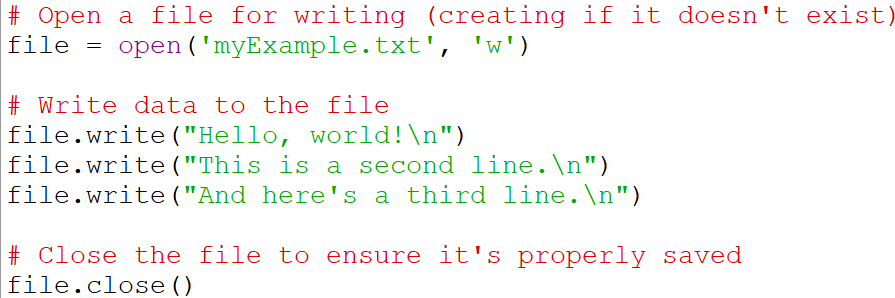 # Open a file for writing (creating if it doesn't exist)
file = open('myExample.txt', 'w')
# Write data to the file
file.write("Hello, world!\n")
file.write("This is a second line.\n")
file.write("And here's a third line.\n")
# Close the file to ensure it's properly saved
file.close()